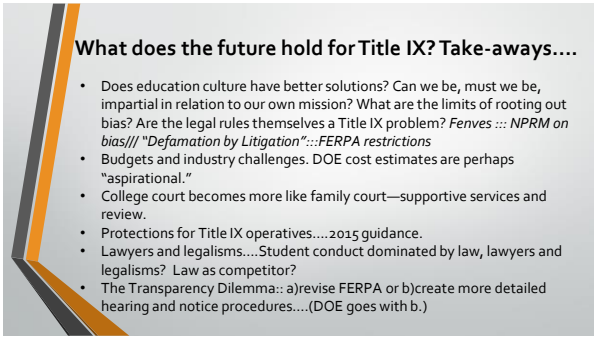 What does the future hold for Title IX? Take-aways....
• Does education culture have better solutions? Can we be, must we be,
impartial in relation to our own mission? What are the limits of rooting out
bias? Are the legal rules themselves a Title IX problem? Fenves ::: NPRM on
bias/// “Defamation by Litigation”:::FERPA restrictions
• Budgets and industry challenges. DOE cost estimates are perhaps
“aspirational.”
• College court becomes more like family court—supportive services and
review.
• Protections for Title IX operatives....2015 guidance.
• Lawyers and legalisms....Student conduct dominated by law, lawyers and
legalisms? Law as competitor?
• The Transparency Dilemma:: a)revise FERPA or b)create more detailed
hearing and notice procedures....(DOE goes with b.)